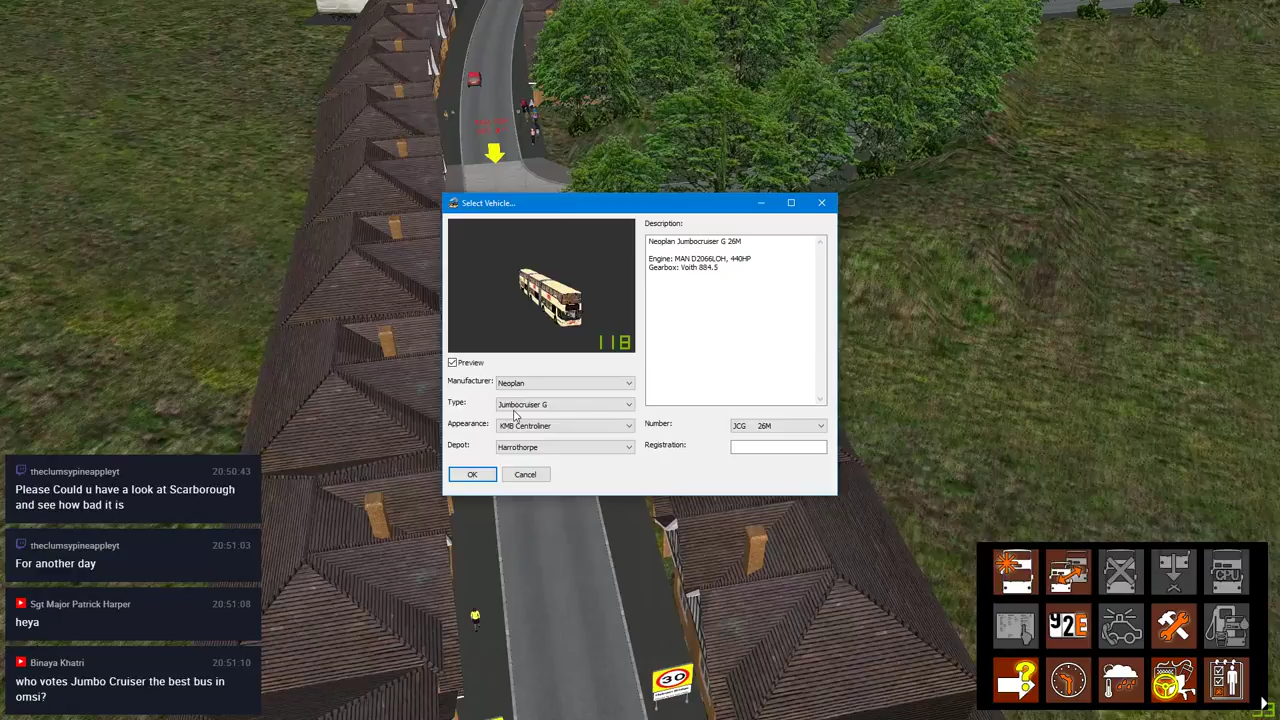 Select Vehicle...
Description:
Neoplan Jumbocruiser G 26M
Engine: MAN D2066LOH, 440HP
Gearbox: Voith 884.5
118
Preview
Manufacturer: Neoplan
Type: Jumbocruiser G
Appearance: KMB Centroliner
Number: JCG 26M
Depot: Harrothorpe
Registration:
OK Cancel
theclumsypineappleyt 20:50:43
Please Could u have a look at Scarborough
and see how bad it is
theclumsypineappleyt 20:51:03
For another day
Sgt Major Patrick Harper 20:51:08
heya
Binaya Khatri 20:51:10
who votes Jumbo Cruiser the best bus in
omsi?
30
CPU
92E